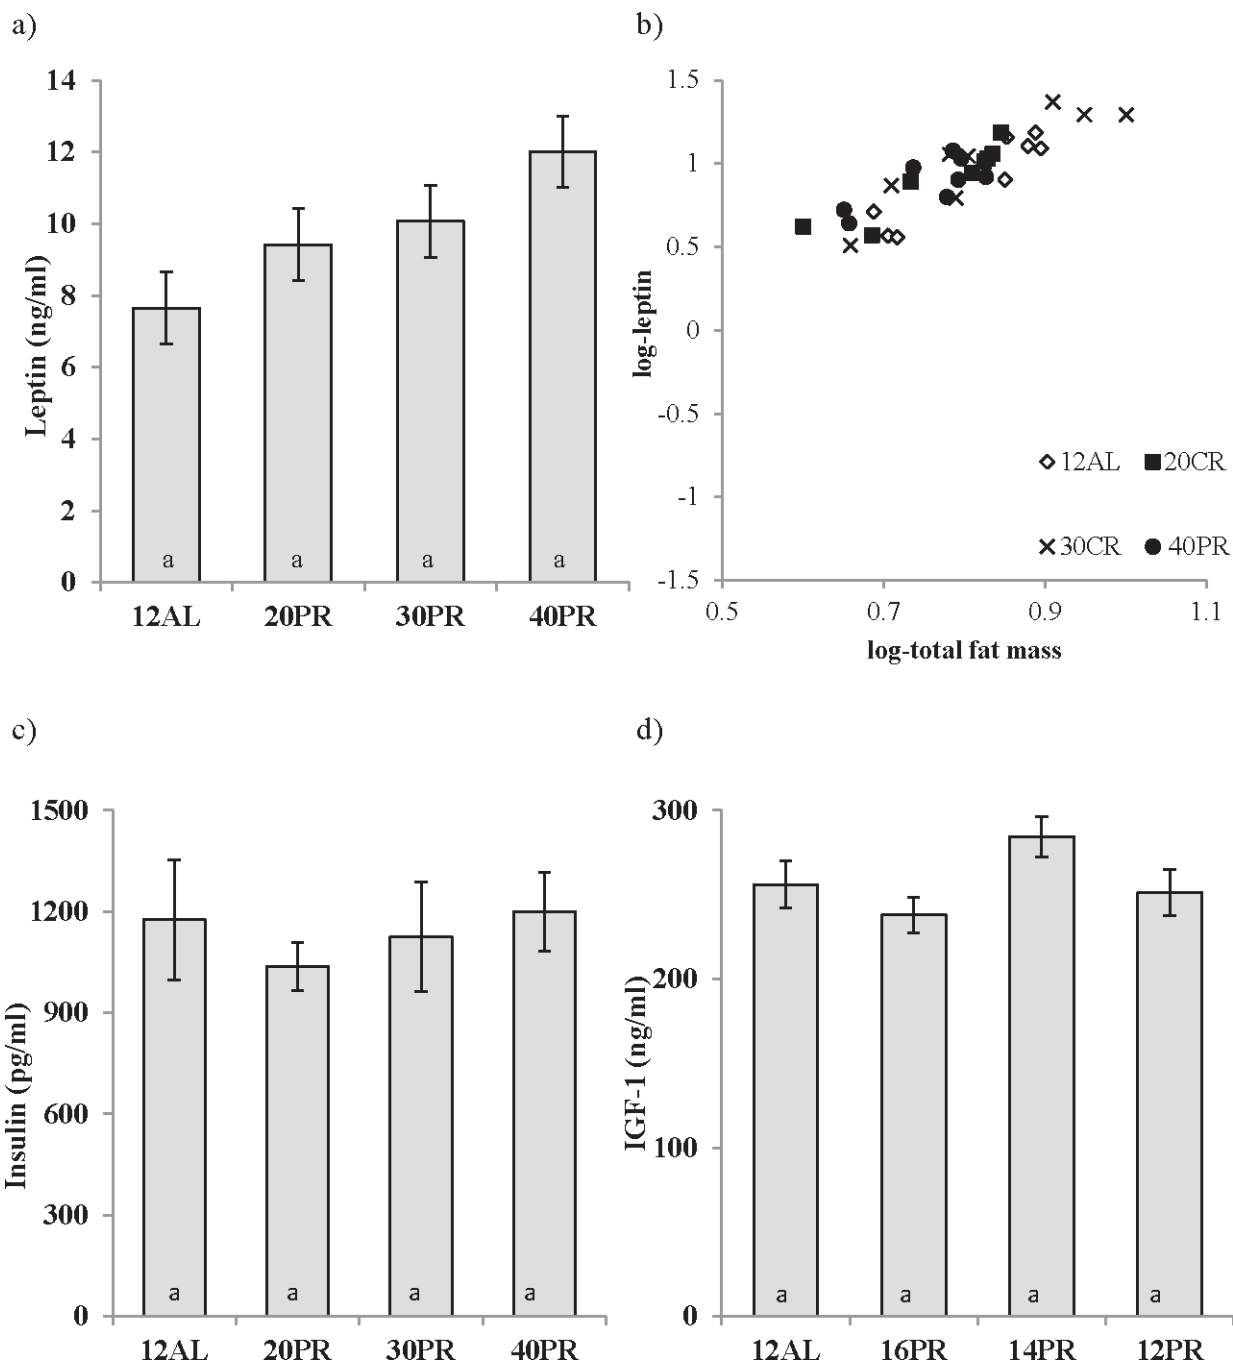 a)
14
12
10
8
6
4
2
0
Leptin (ng/ml)
a a a a
12AL 20PR 30PR 40PR
b)
1.5
1
0.5
0
-0.5
-1
-1.5
log-leptin
12AL 20CR
30CR 40PR
0.5 0.7 0.9 1.1
log-total fat mass
c)
1500
1200
900
600
300
0
Insulin (pg/ml)
a a a a
12AL 20PR 30PR 40PR
d)
300
200
100
0
IGF-1 (ng/ml)
a a a a
12AL 16PR 14PR 12PR